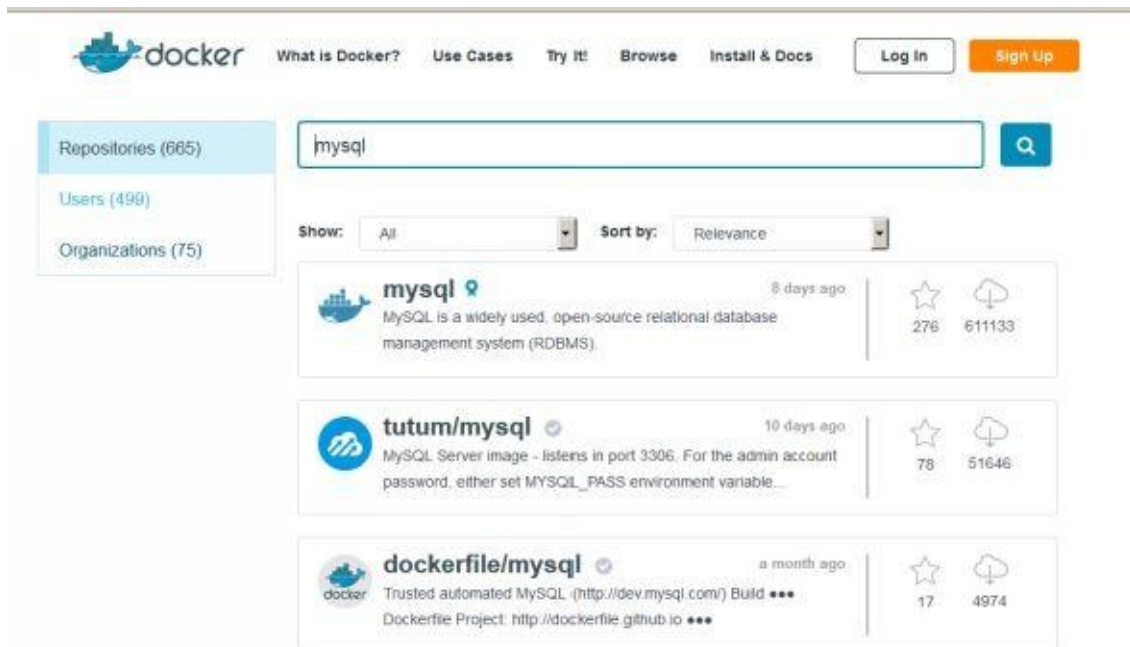 docker What is Docker? Use Cases Try It! Browse Install & Docs Log In Sign Up
Repositories (665)
Users (499)
Organizations (75)
mysql
Show: All Sort by: Relevance
mysql 8 days ago
MySQL is a widely used, open-source relational database
management system (RDBMS).
276 611133
tutum/mysql 10 days ago
MySQL Server image - listens in port 3306. For the admin account
password, either set MYSQL_PASS environment variable...
78 51646
docker
dockerfile/mysql a month ago
Trusted automated MySQL (http://dev.mysql.com/) Build ●●●
Dockerfile Project: http://dockerfile.github.io ●●●
17 4974